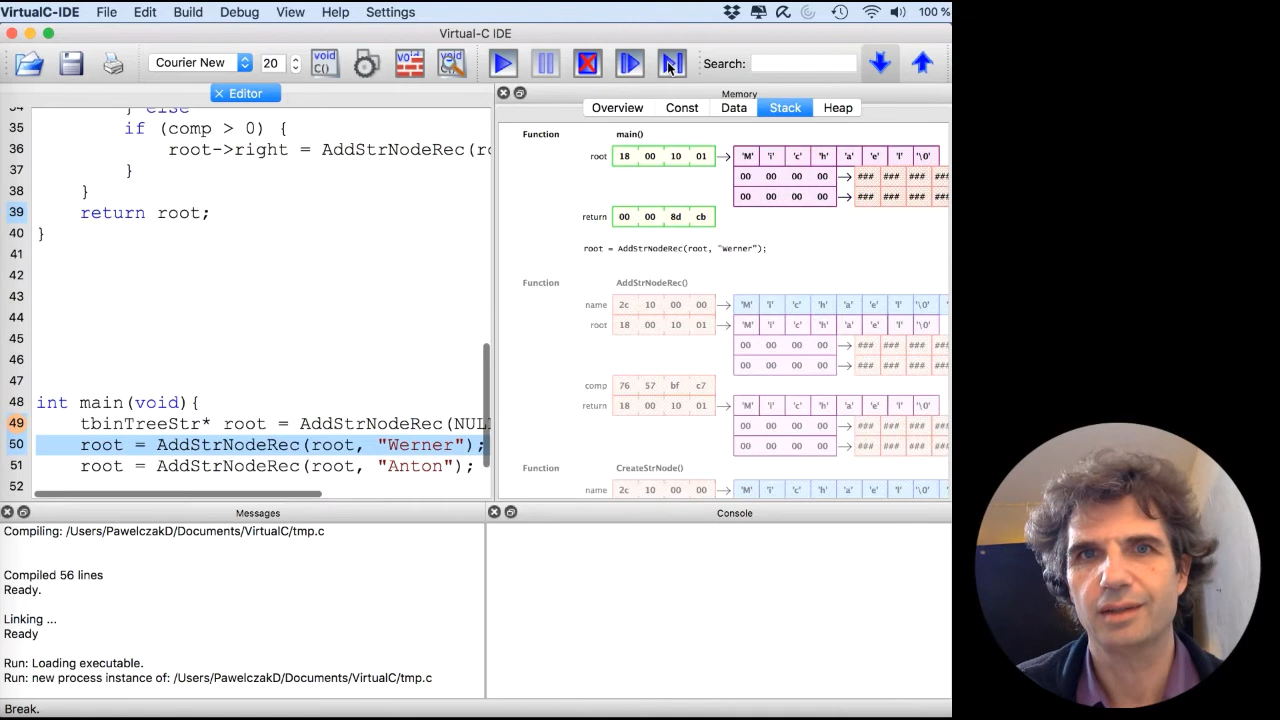 VirtualC-IDE File Edit Build Debug View Help Settings 100 %
Virtual-C IDE
Courier New 20 void C() Search:
Editor
Memory
Overview Const Data Stack Heap
34 } else
35 if (comp > 0) {
36 root->right = AddStrNodeRec(r
37 }
38 }
39 return root;
40 }
41
42
43
44
45
46
47
48 int main(void){
49 tbinTreeStr* root = AddStrNodeRec(NUL
50 root = AddStrNodeRec(root, "Werner");
51 root = AddStrNodeRec(root, "Anton");
52
Function main()
root 18 00 10 01 'M' 'i' 'c' 'h' 'a' 'e' 'l' '\0'
00 00 00 00 ### ### ### ###
00 00 00 00 ### ### ### ###
return 00 00 8d cb
root = AddStrNodeRec(root, "Werner");
Function AddStrNodeRec()
name 2c 10 00 00 'M' 'i' 'c' 'h' 'a' 'e' 'l' '\0'
root 18 00 10 01 'M' 'i' 'c' 'h' 'a' 'e' 'l' '\0'
00 00 00 00 ### ### ### ###
00 00 00 00 ### ### ### ###
comp 76 57 bf c7
return 18 00 10 01 'M' 'i' 'c' 'h' 'a' 'e' 'l' '\0'
00 00 00 00 ### ### ### ###
00 00 00 00 ### ### ### ###
Function CreateStrNode()
name 2c 10 00 00 'M' 'i' 'c' 'h' 'a' 'e' 'l' '\0'
Messages
Compiling: /Users/PawelczakD/Documents/VirtualC/tmp.c
Compiled 56 lines
Ready.
Linking ...
Ready
Run: Loading executable.
Run: new process instance of: /Users/PawelczakD/Documents/VirtualC/tmp.c
Console
Break.